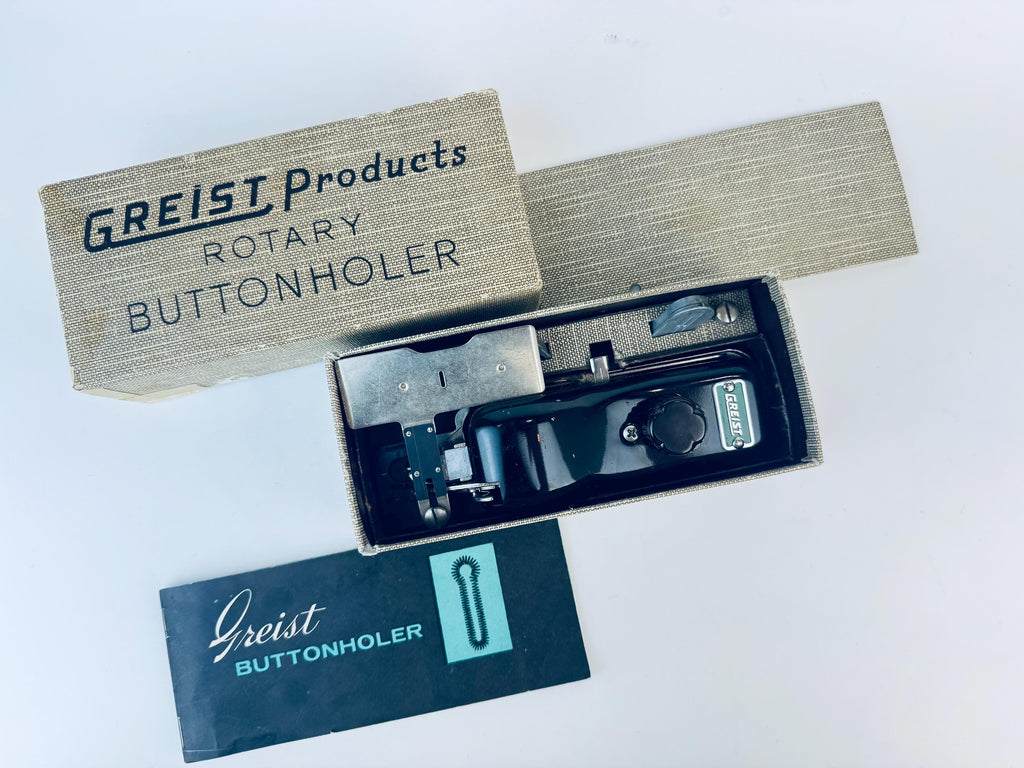 GREIST Products
ROTARY
BUTTONHOLER
GREIST
Greist
BUTTONHOLER